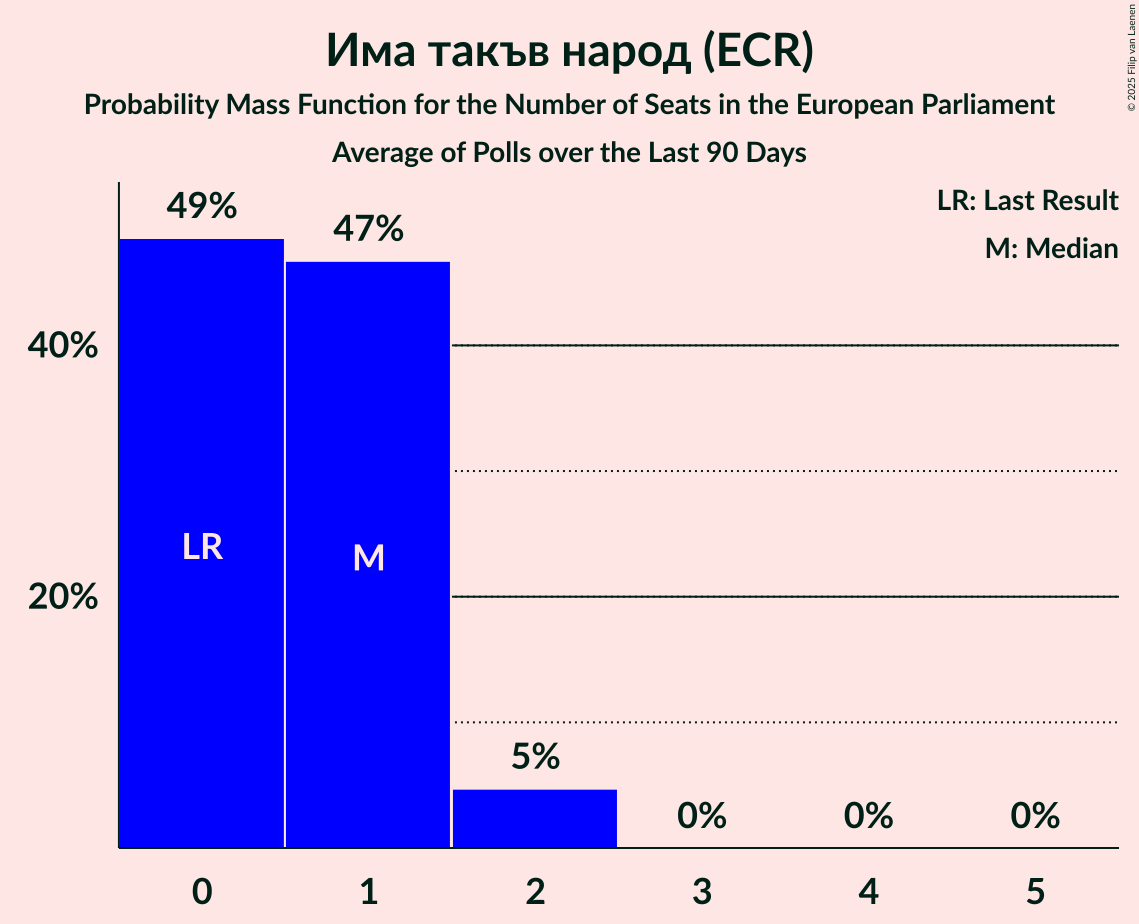 Има такъв народ (ECR)
Probability Mass Function for the Number of Seats in the European Parliament
Average of Polls over the Last 90 Days
© 2025 Filip van Laenen
LR: Last Result
M: Median
49%
47%
40%
LR
M
20%
5%
0%
0%
0%
0
1
2
3
4
5